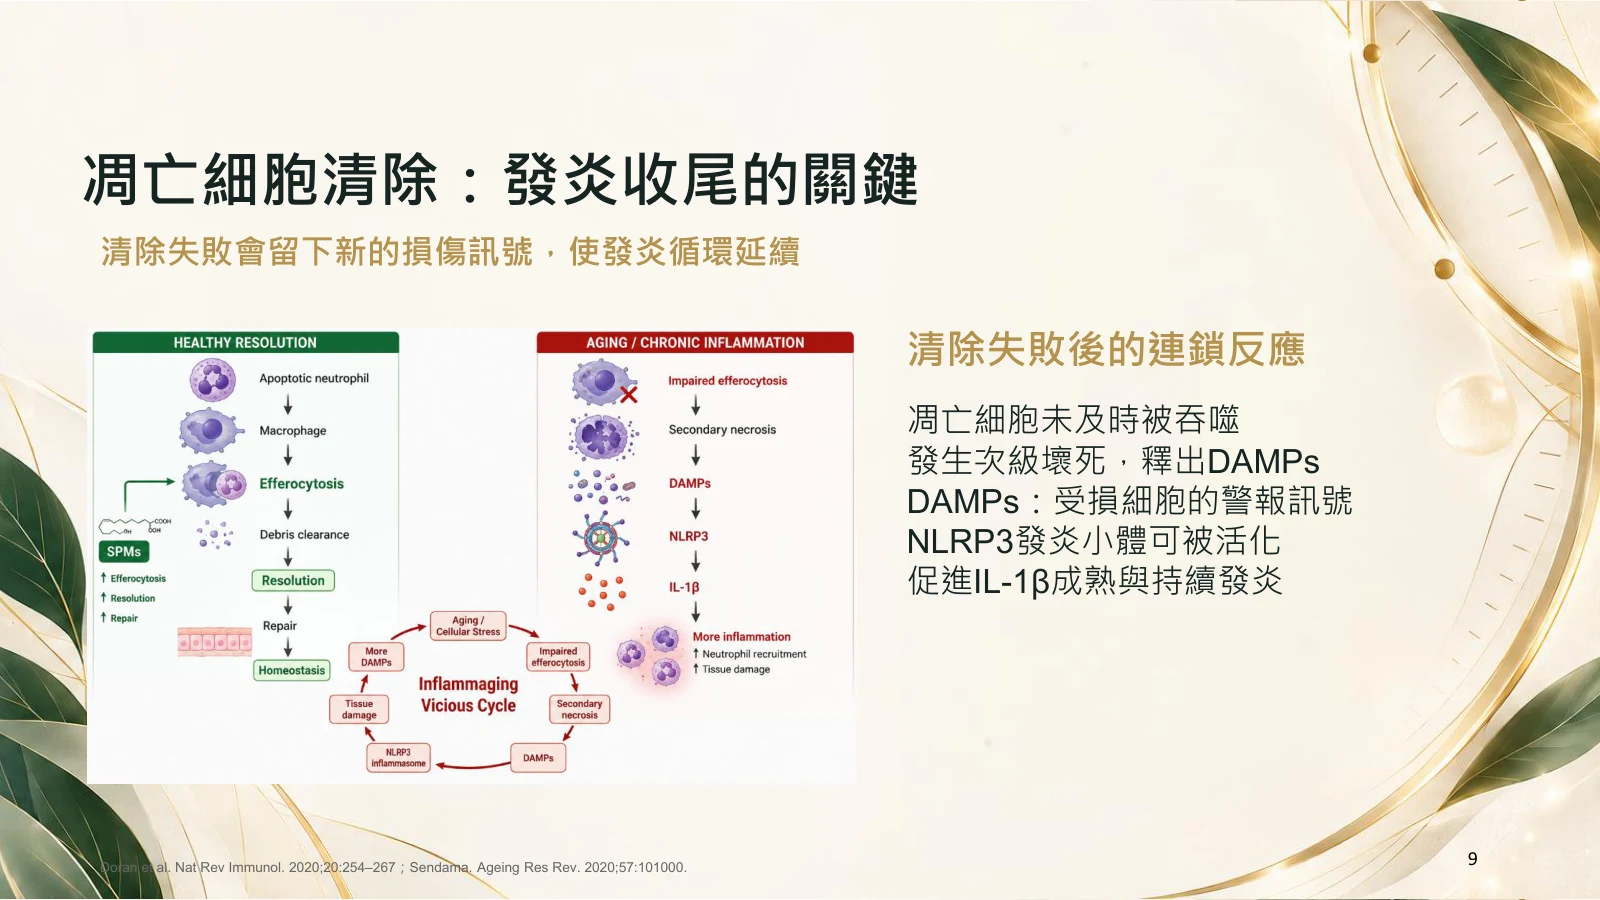 凋亡細胞清除：發炎收尾的關鍵
清除失敗會留下新的損傷訊號，使發炎循環延續
HEALTHY RESOLUTION
Apoptotic neutrophil
Macrophage
Efferocytosis
Debris clearance
Resolution
Repair
Homeostasis
COOH
OH
OH
SPMs
↑ Efferocytosis
↑ Resolution
↑ Repair
AGING / CHRONIC INFLAMMATION
Impaired efferocytosis
Secondary necrosis
DAMPs
NLRP3
IL-1β
More inflammation
↑ Neutrophil recruitment
↑ Tissue damage
Inflammaging
Vicious Cycle
Aging /
Cellular Stress
Impaired
efferocytosis
Secondary
necrosis
DAMPs
NLRP3
inflammasome
Tissue
damage
More
DAMPs
清除失敗後的連鎖反應
凋亡細胞未及時被吞噬
發生次級壞死，釋出DAMPs
DAMPs：受損細胞的警報訊號
NLRP3發炎小體可被活化
促進IL-1β成熟與持續發炎
Doran et al. Nat Rev Immunol. 2020;20:254–267；Sendama. Ageing Res Rev. 2020;57:101000.
9